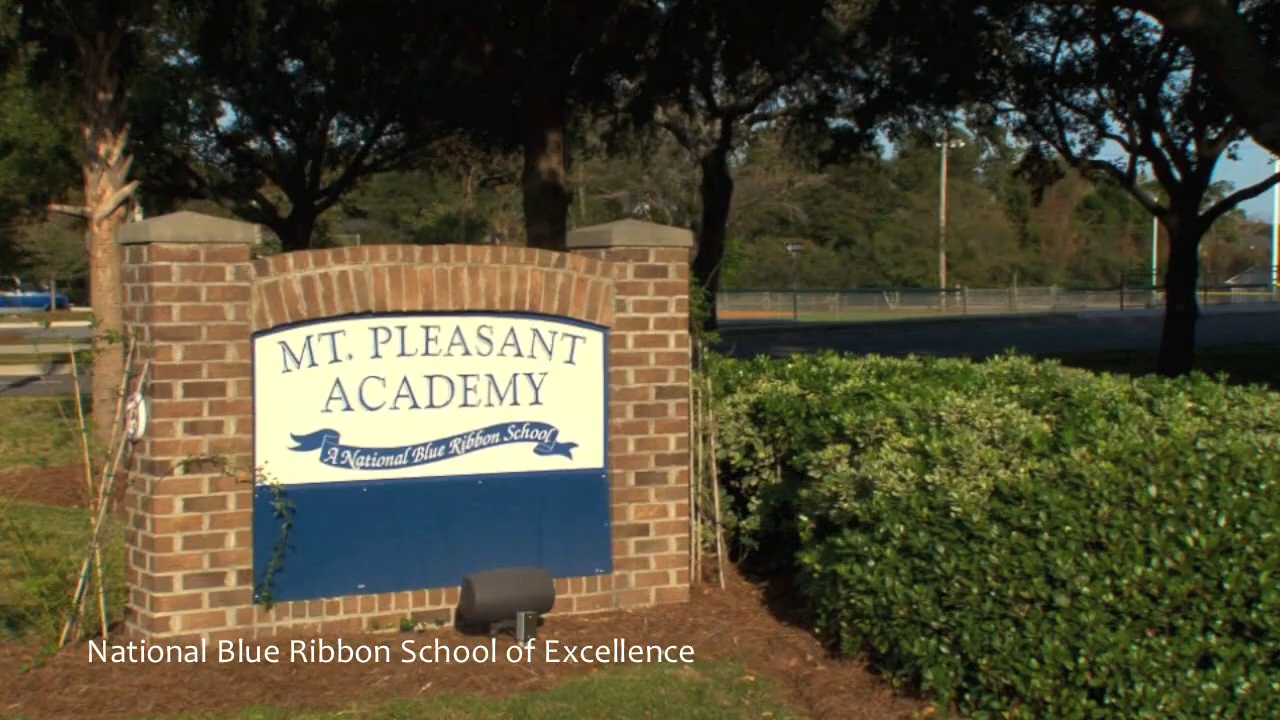 MT. PLEASANT
ACADEMY
A National Blue Ribbon School
National Blue Ribbon School of Excellence